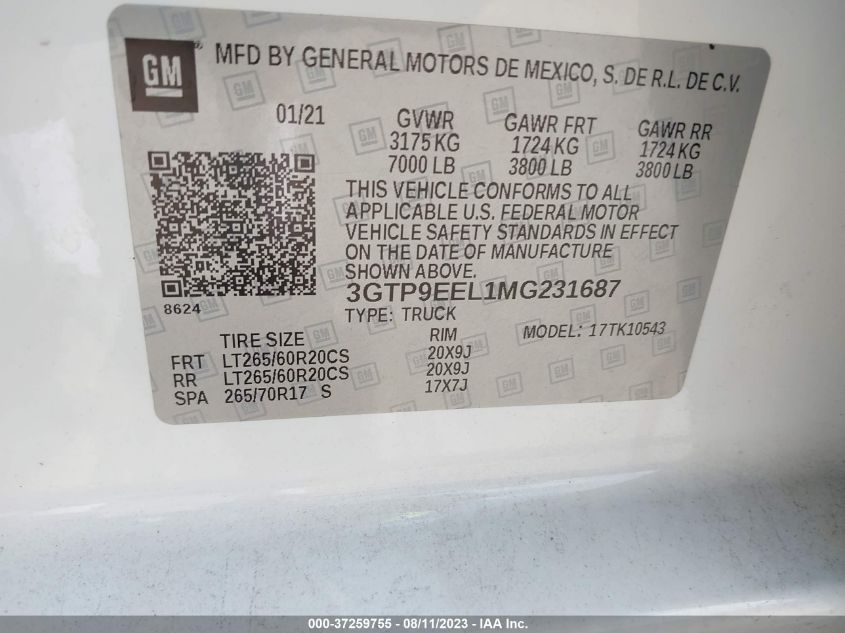 GM ® MFD BY GENERAL MOTORS DE MEXICO, S. DE R.L. DE C.V.
01/21 GVWR GAWR FRT GAWR RR
3175 KG 1724 KG 1724 KG
7000 LB 3800 LB 3800 LB
THIS VEHICLE CONFORMS TO ALL
APPLICABLE U.S. FEDERAL MOTOR
VEHICLE SAFETY STANDARDS IN EFFECT
ON THE DATE OF MANUFACTURE
SHOWN ABOVE.
3GTP9EEL1MG231687
8624
TYPE: TRUCK
TIRE SIZE RIM MODEL: 17TK10543
FRT LT265/60R20CS 20X9J
RR LT265/60R20CS 20X9J
SPA 265/70R17 S 17X7J
000-37259755 - 08/11/2023 - IAA Inc.